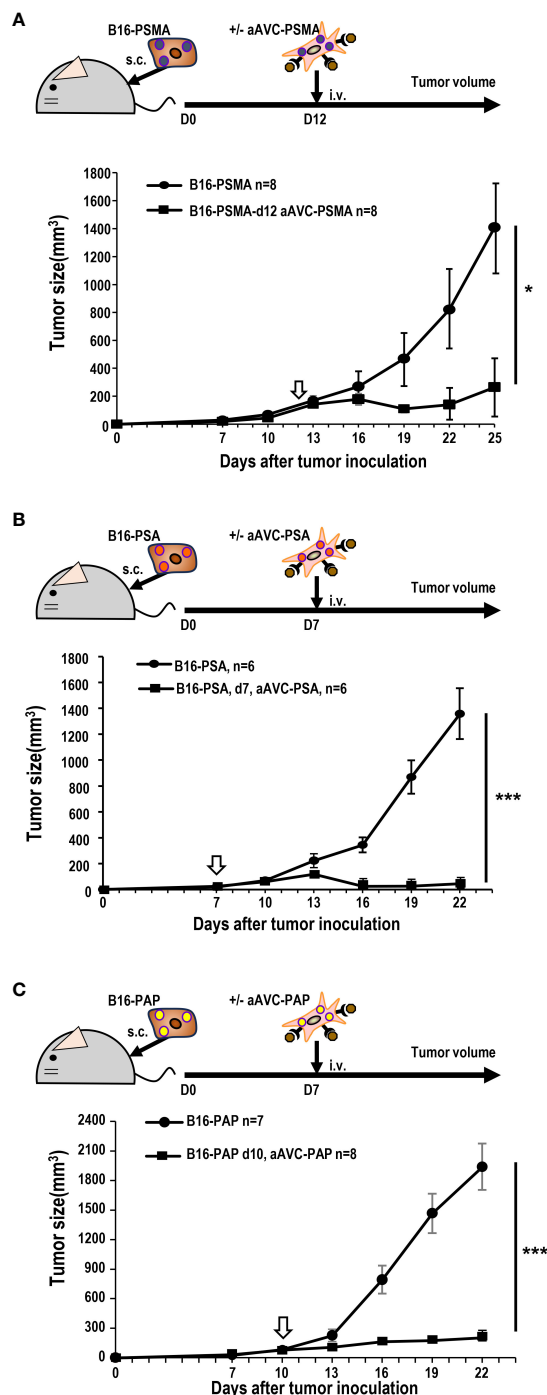 A
B16-PSMA
+/- aAVC-PSMA
s.c.
i.v.
Tumor volume
D0
D12
Tumor size(mm3)
1800
1600
1400
1200
1000
800
600
400
200
0
B16-PSMA n=8
B16-PSMA-d12 aAVC-PSMA n=8
*
0 7 10 13 16 19 22 25
Days after tumor inoculation
B
B16-PSA
+/- aAVC-PSA
s.c.
i.v.
Tumor volume
D0
D7
Tumor size(mm3)
1800
1600
1400
1200
1000
800
600
400
200
0
B16-PSA, n=6
B16-PSA, d7, aAVC-PSA, n=6
***
0 7 10 13 16 19 22
Days after tumor inoculation
C
B16-PAP
+/- aAVC-PAP
s.c.
i.v.
Tumor volume
D0
D7
Tumor size(mm3)
2400
2100
1800
1500
1200
900
600
300
0
B16-PAP n=7
B16-PAP d10, aAVC-PAP n=8
***
0 7 10 13 16 19 22
Days after tumor inoculation